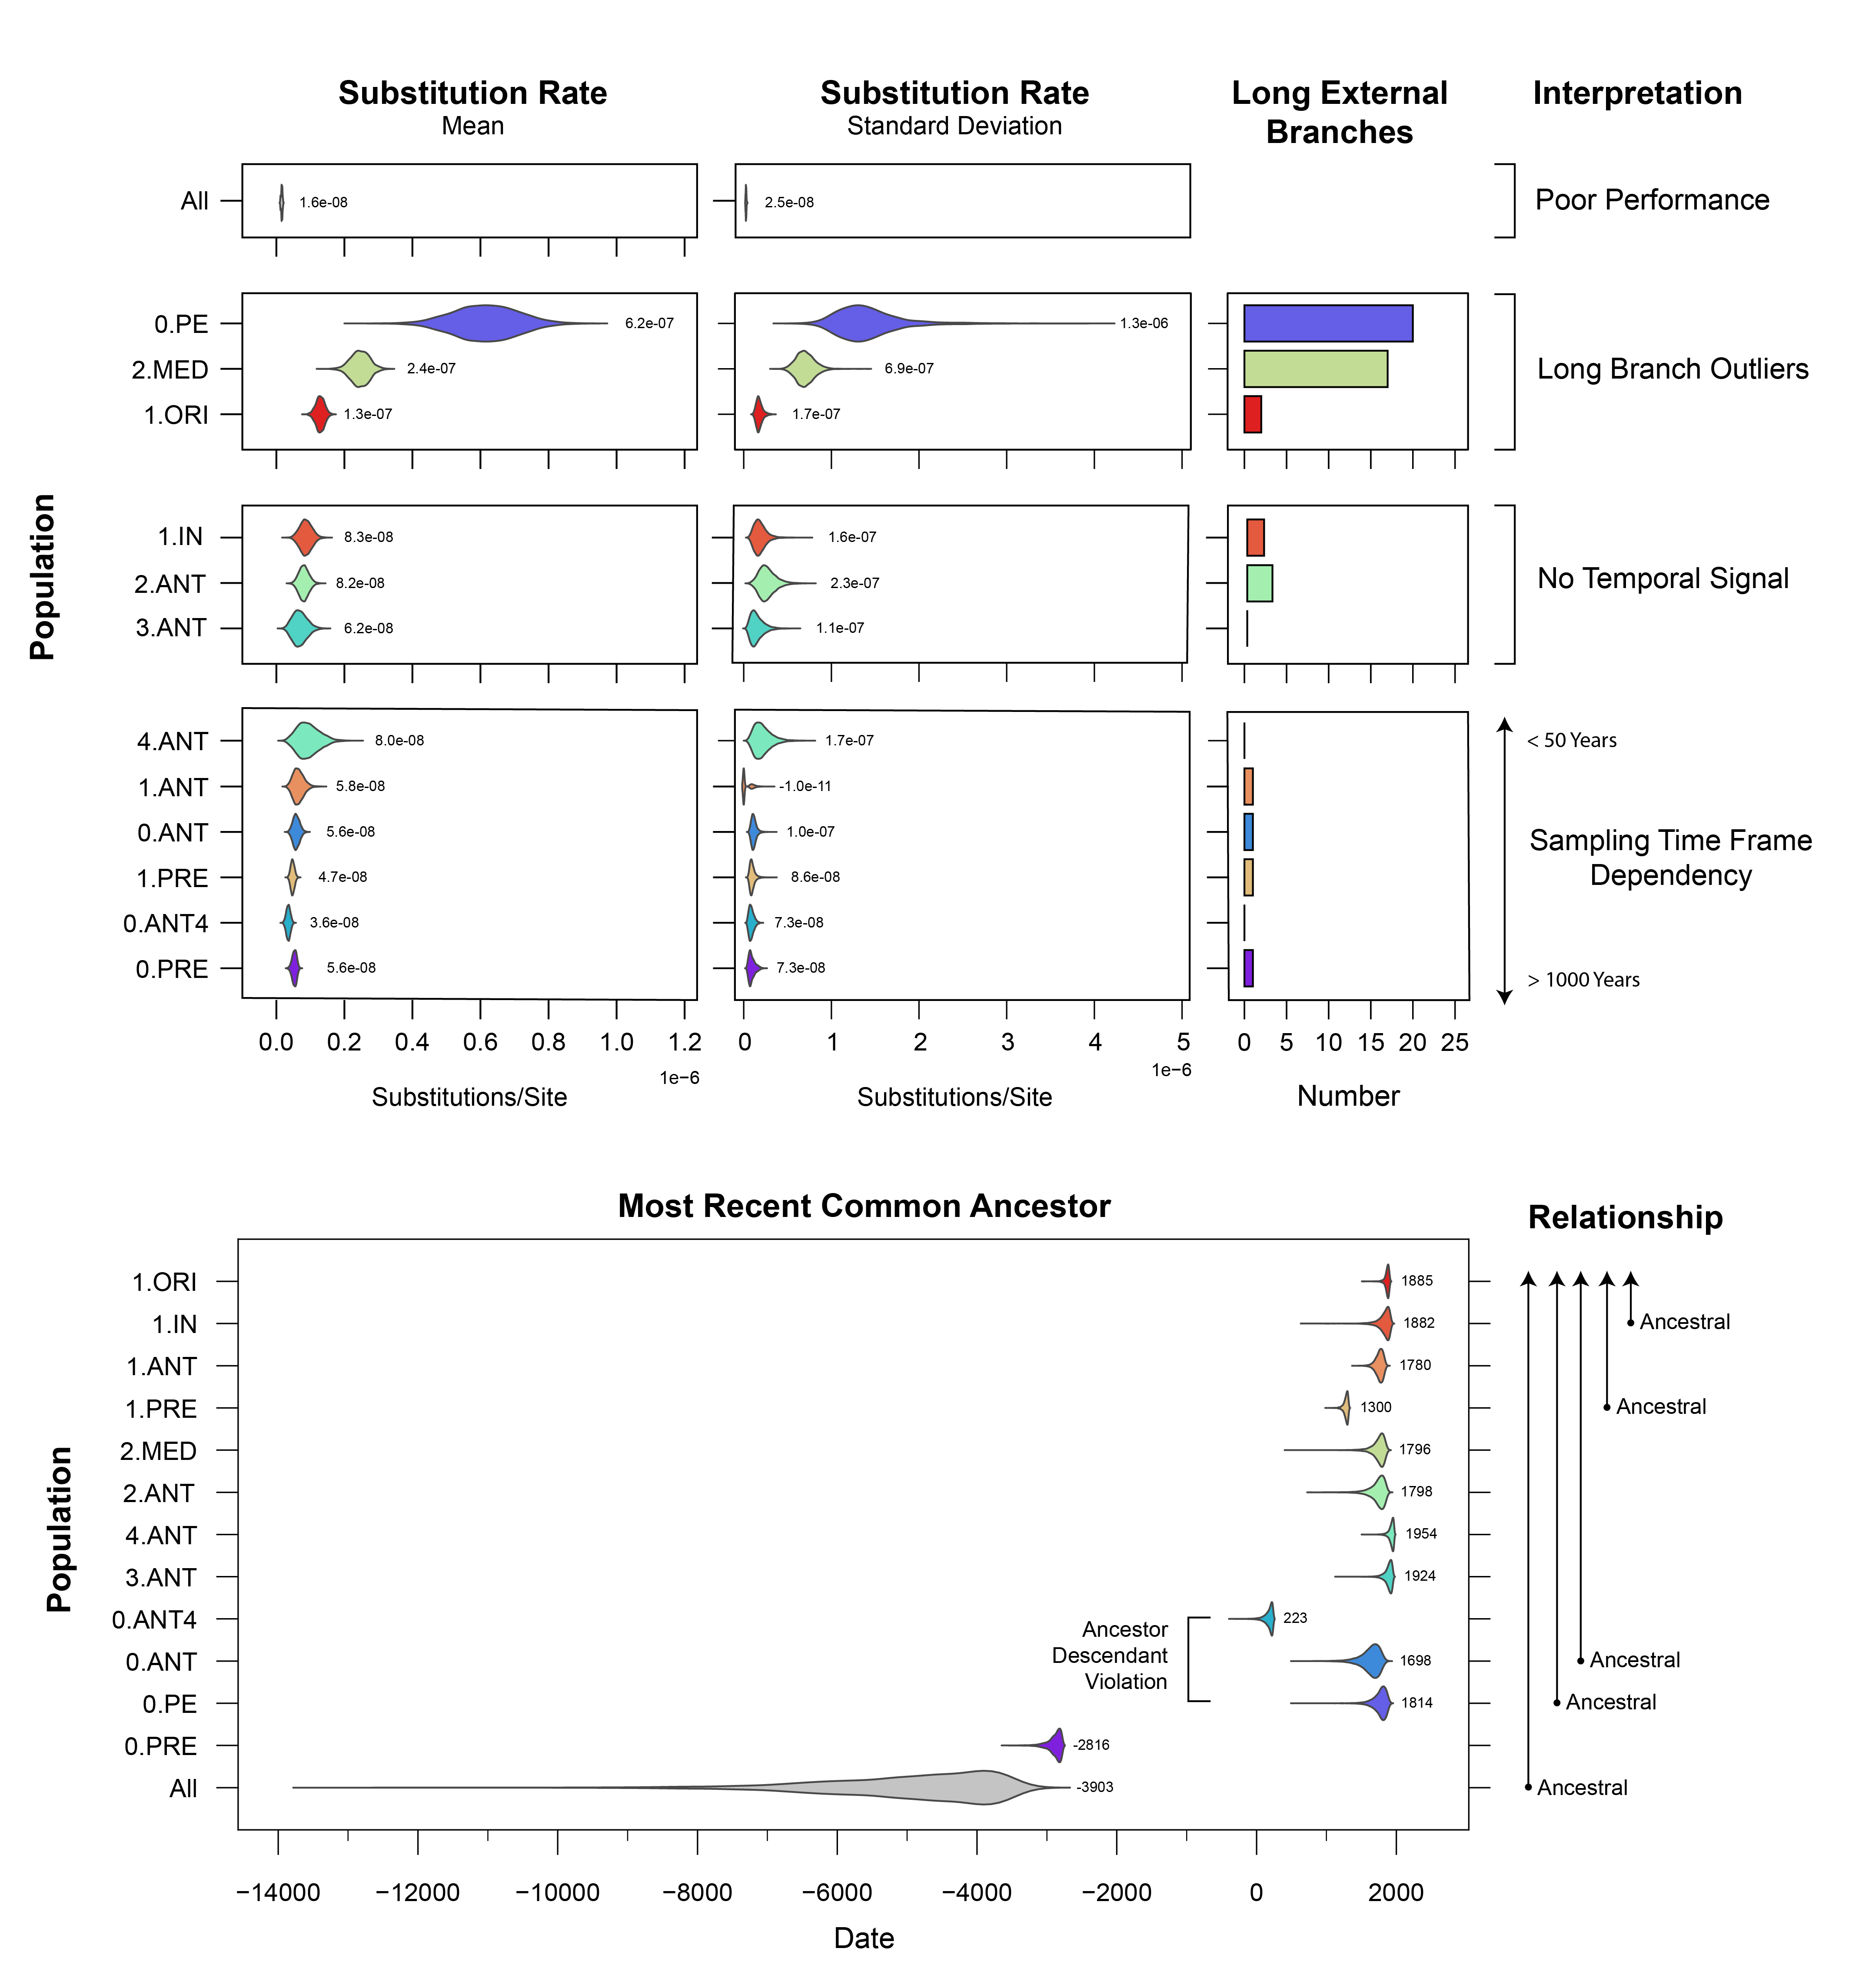 Substitution Rate
Mean
Substitution Rate
Standard Deviation
Long External
Branches
Interpretation
Population
All
1.6e-08
2.5e-08
Poor Performance
0.PE
6.2e-07
1.3e-06
2.MED
2.4e-07
6.9e-07
Long Branch Outliers
1.ORI
1.3e-07
1.7e-07
1.IN
8.3e-08
1.6e-07
2.ANT
8.2e-08
2.3e-07
No Temporal Signal
3.ANT
6.2e-08
1.1e-07
4.ANT
8.0e-08
1.7e-07
< 50 Years
1.ANT
5.8e-08
-1.0e-11
0.ANT
5.6e-08
1.0e-07
Sampling Time Frame
Dependency
1.PRE
4.7e-08
8.6e-08
0.ANT4
3.6e-08
7.3e-08
0.PRE
5.6e-08
7.3e-08
> 1000 Years
0.0 0.2 0.4 0.6 0.8 1.0 1.2
1e−6
Substitutions/Site
0 1 2 3 4 5
1e−6
Substitutions/Site
0 5 10 15 20 25
Number
Most Recent Common Ancestor
Relationship
Population
1.ORI
1885
1.IN
1882
Ancestral
1.ANT
1780
1.PRE
1300
Ancestral
2.MED
1796
2.ANT
1798
4.ANT
1954
3.ANT
1924
0.ANT4
223
Ancestor
Descendant
Violation
0.ANT
1698
Ancestral
0.PE
1814
Ancestral
0.PRE
-2816
All
-3903
Ancestral
−14000 −12000 −10000 −8000 −6000 −4000 −2000 0 2000
Date